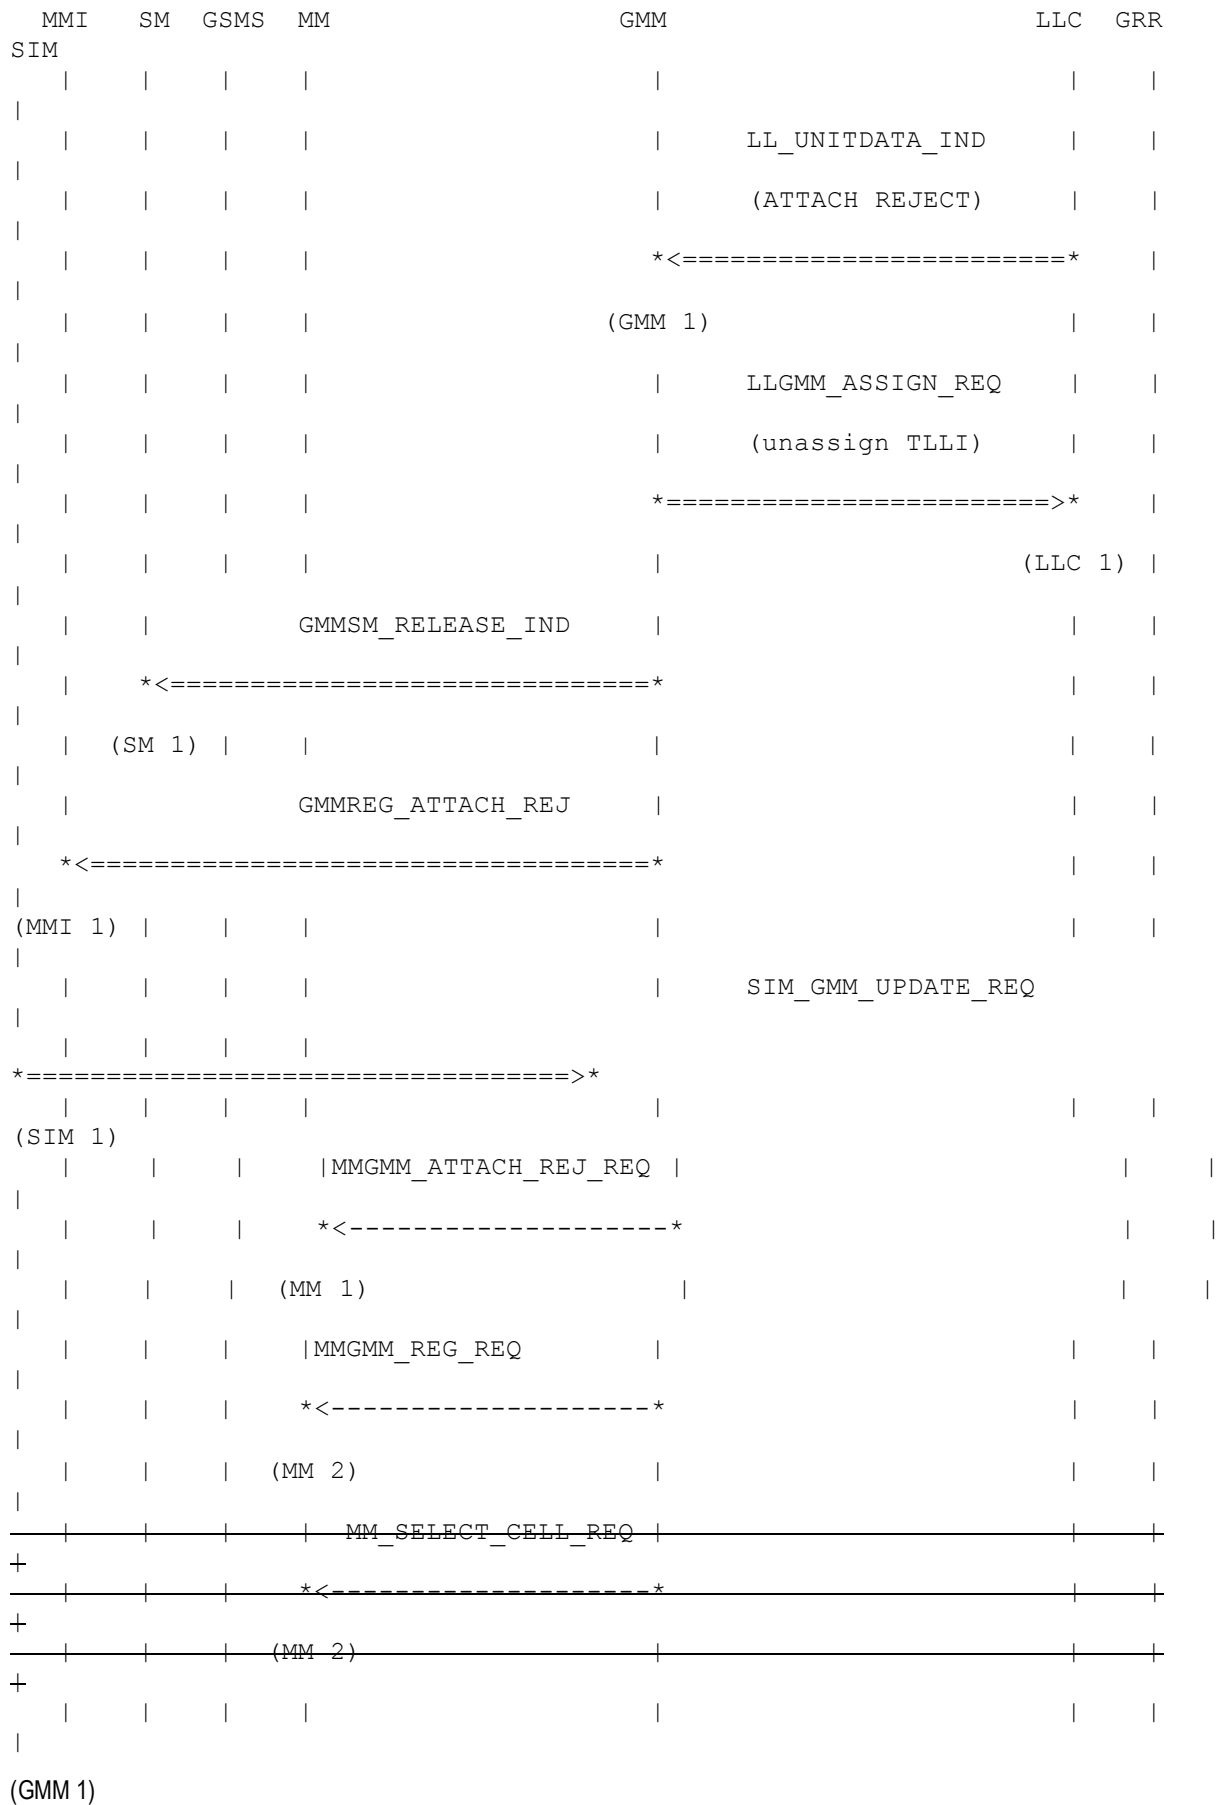 MMI   SM  GSMS  MM                  GMM                       LLC  GRR
SIM
   |    |    |    |                      |                         |    |
|
   |    |    |    |                      |     LL_UNITDATA_IND     |    |
|
   |    |    |    |                      |     (ATTACH REJECT)     |    |
|
   |    |    |    |                      *<========================*    |
|
   |    |    |    |                   (GMM 1)                      |    |
|
   |    |    |    |                      |     LLGMM_ASSIGN_REQ    |    |
|
   |    |    |    |                      |     (unassign TLLI)     |    |
|
   |    |    |    |                      *========================>*    |
|
   |    |    |    |                      |                      (LLC 1) |
|
   |    |         GMMSM_RELEASE_IND     |                         |    |
|
   |    *<==============================*                         |    |
|
   |  (SM 1) |    |                     |                         |    |
|
   |              GMMREG_ATTACH_REJ     |                         |    |
|
   *<===================================*                         |    |
|
(MMI 1) |    |    |                     |                         |    |
|
   |    |    |    |                     |     SIM_GMM_UPDATE_REQ
|
   |    |    |    |
*==================================>*
   |    |    |    |                     |                         |    |
(SIM 1)
   |     |    |     |MMGMM_ATTACH_REJ_REQ |                           |    |
|
   |     |    |     *<--------------------*                           |    |
|
   |    |    |  (MM 1)                    |                          |    |
|
   |    |    |    |MMGMM_REG_REQ        |                         |    |
|
   |    |    |    *<--------------------*                         |    |
|
   |    |    |  (MM 2)                  |                         |    |
|
   |    |    |    |  MM_SELECT_CELL_REQ |                         |    |
|
   |    |    |    *<--------------------*                         |    |
|
   |    |    |  (MM 2)                  |                         |    |
|
   |    |    |    |                     |                         |    |
|
(GMM 1)